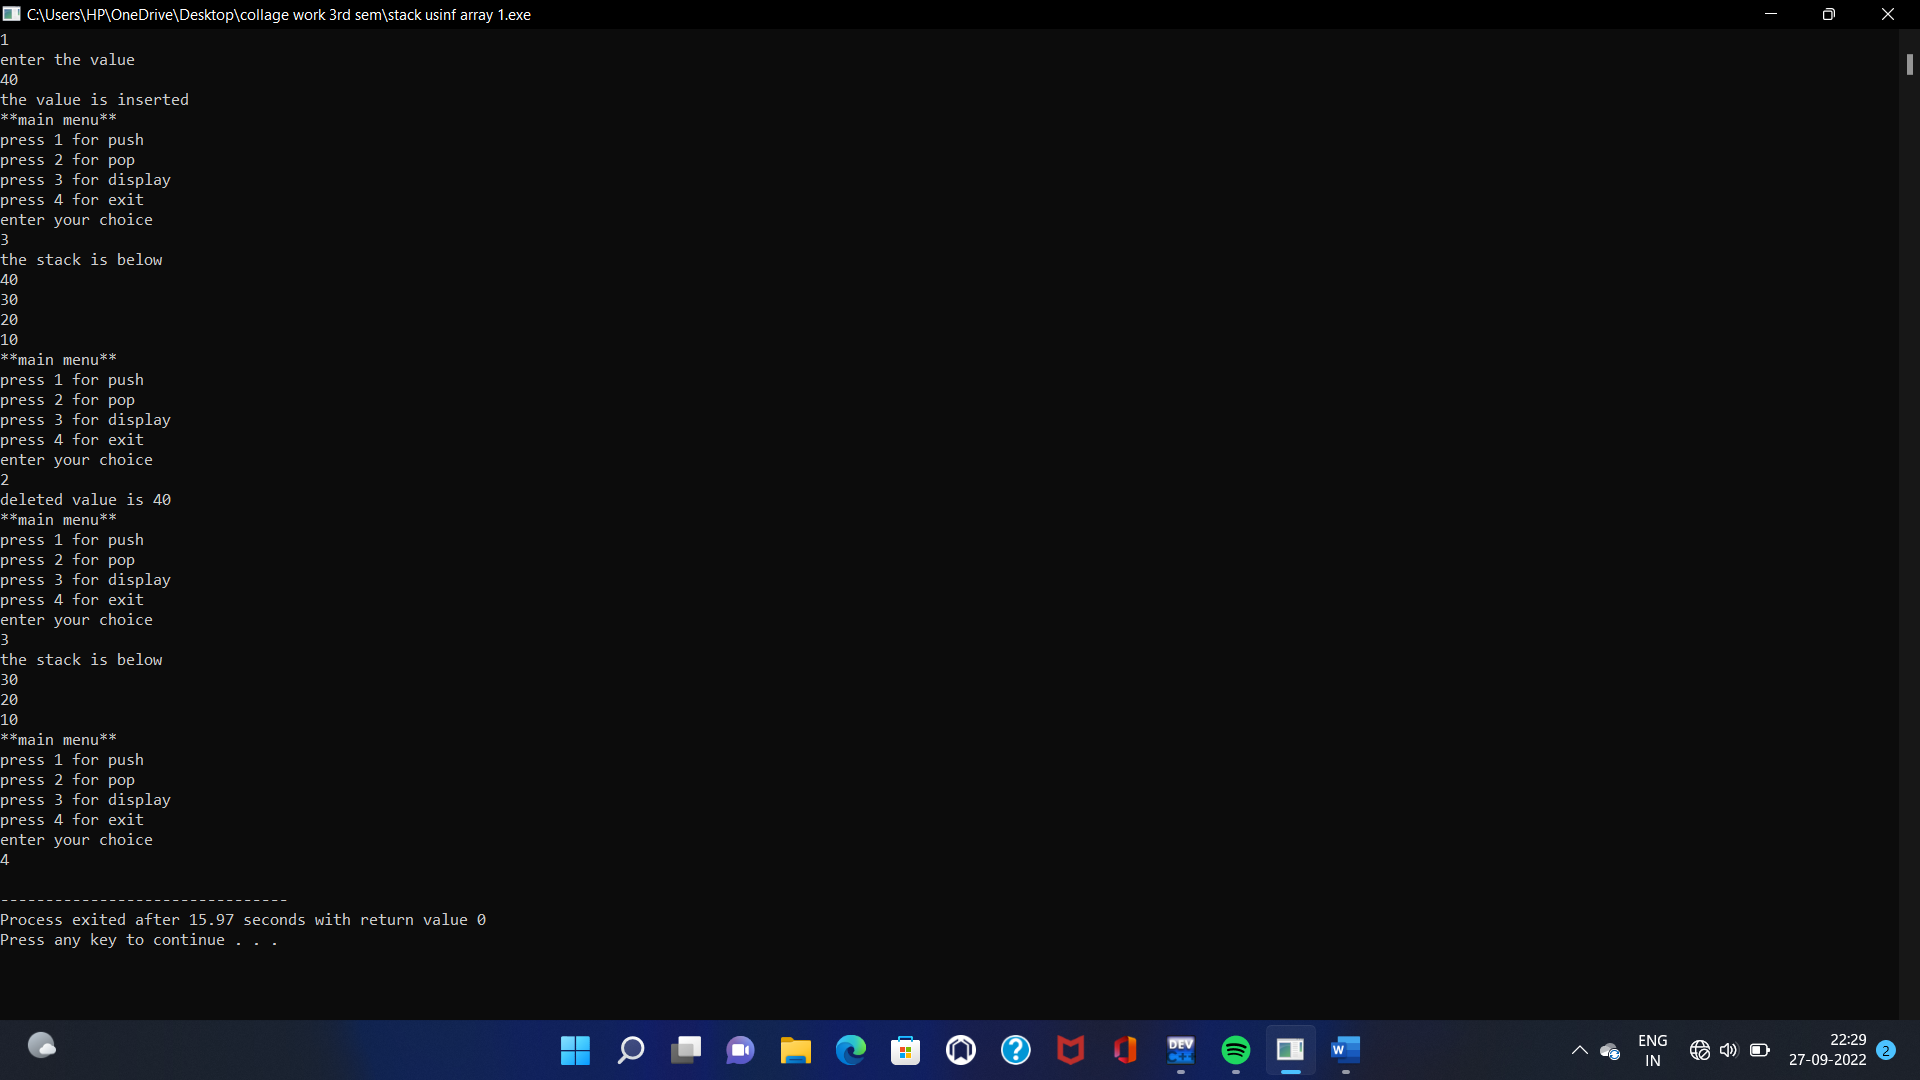 C:\Users\HP\OneDrive\Desktop\collage work 3rd sem\stack usinf array 1.exe
1
enter the value
40
the value is inserted
**main menu**
press 1 for push
press 2 for pop
press 3 for display
press 4 for exit
enter your choice
3
the stack is below
40
30
20
10
**main menu**
press 1 for push
press 2 for pop
press 3 for display
press 4 for exit
enter your choice
2
deleted value is 40
**main menu**
press 1 for push
press 2 for pop
press 3 for display
press 4 for exit
enter your choice
3
the stack is below
30
20
10
**main menu**
press 1 for push
press 2 for pop
press 3 for display
press 4 for exit
enter your choice
4
--------------------------------
Process exited after 15.97 seconds with return value 0
Press any key to continue . . .
DEV
C++
W
ENG
IN
22:29
27-09-2022
2